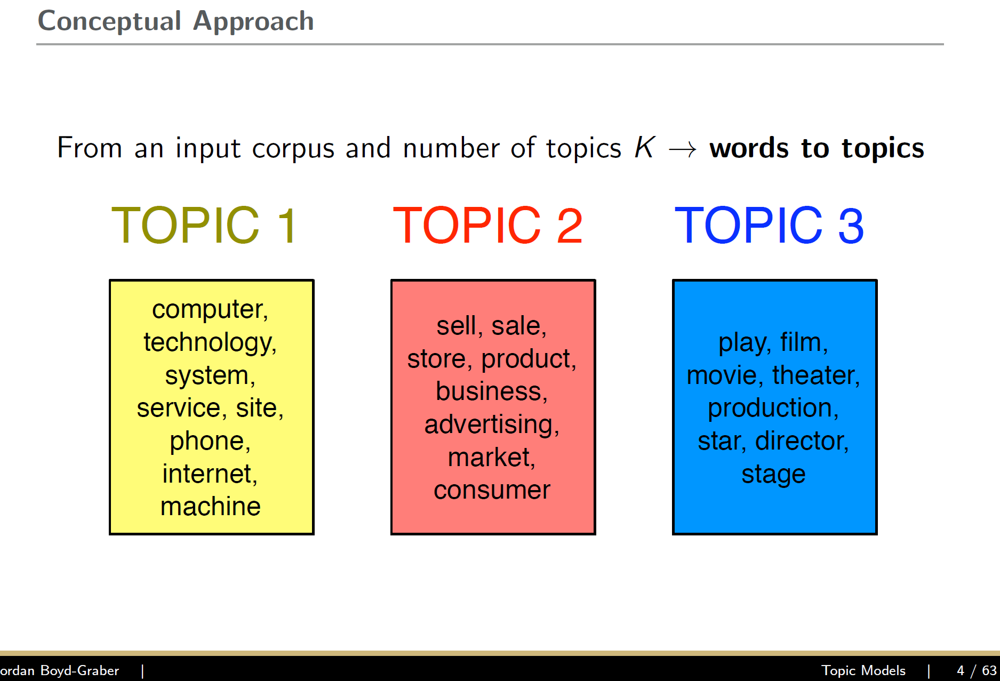 Conceptual Approach
From an input corpus and number of topics K → words to topics
TOPIC 1
computer,
technology,
system,
service, site,
phone,
internet,
machine
TOPIC 2
sell, sale,
store, product,
business,
advertising,
market,
consumer
TOPIC 3
play, film,
movie, theater,
production,
star, director,
stage
ordan Boyd-Graber |
Topic Models | 4 / 63